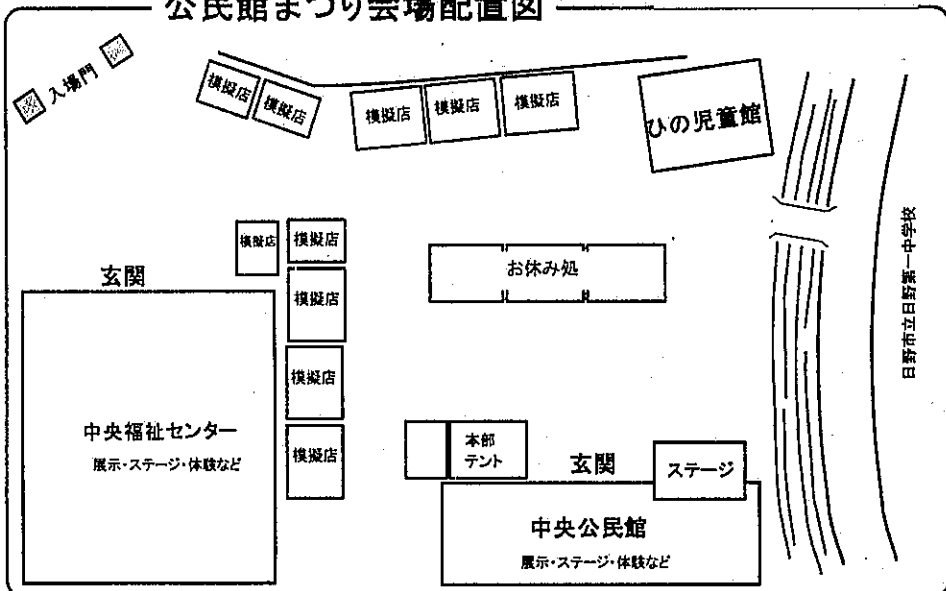 公民館まつり会場配置図
入場門
模擬店
模擬店
模擬店
模擬店
模擬店
ひの児童館
模擬店
模擬店
模擬店
模擬店
模擬店
お休み処
玄関
中央福祉センター
展示・ステージ・体験など
本部
テント
玄関
ステージ
中央公民館
展示・ステージ・体験など
日野市立日野第一中学校